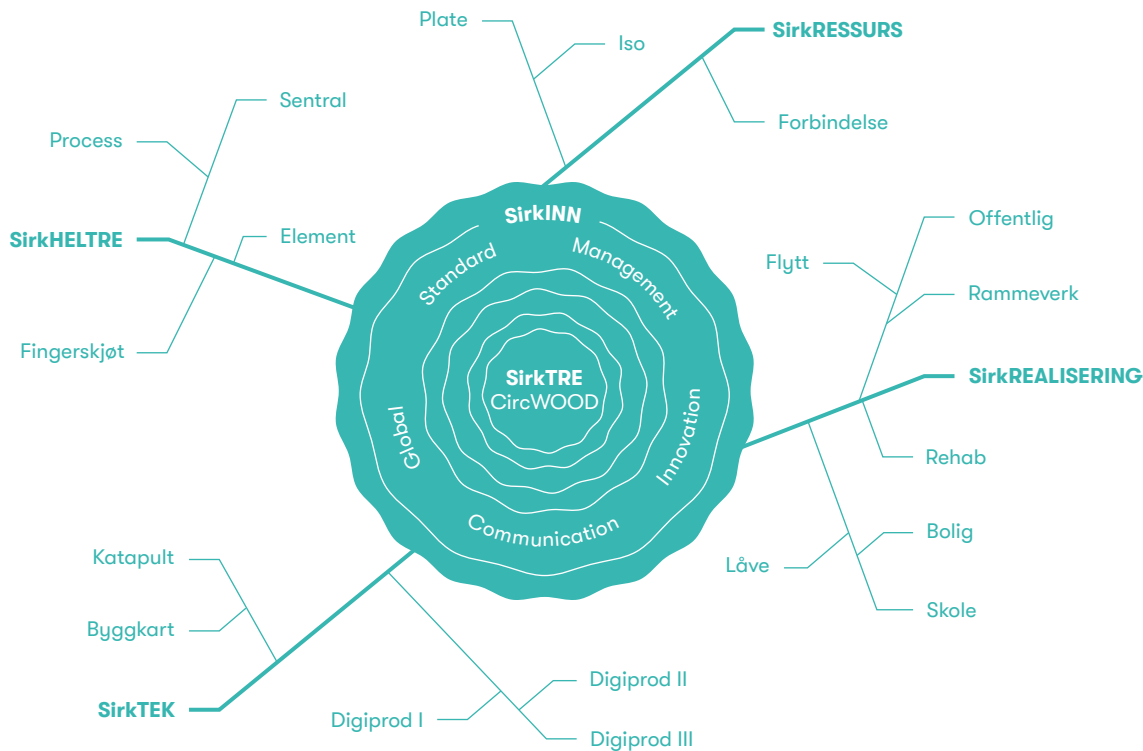 Plate
Iso
SirkRESSURS
Forbindelse
Sentral
Process
SirkHELTRE
Element
Fingerskjøt
SirkINN
Standard
Management
Global
Innovation
Communication
SirkTRE
CircWOOD
Offentlig
Flytt
Rammeverk
SirkREALISERING
Rehab
Bolig
Låve
Skole
Katapult
Byggkart
SirkTEK
Digiprod I
Digiprod II
Digiprod III